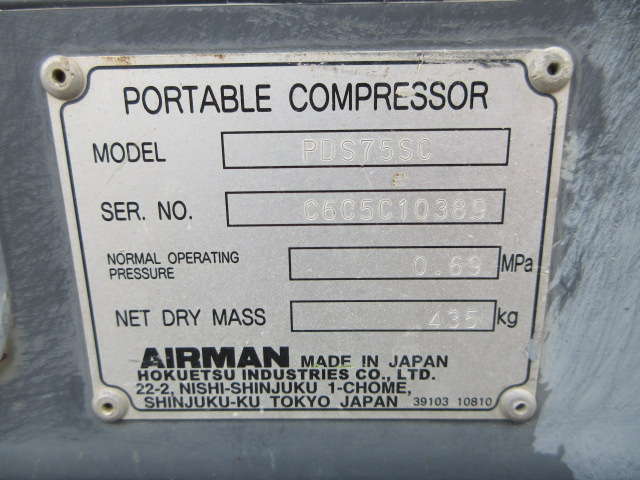 PORTABLE COMPRESSOR
MODEL PDS75SC
SER. NO. C6C5C10389
NORMAL OPERATING
PRESSURE 0.69 MPa
NET DRY MASS 435 kg
AIRMAN MADE IN JAPAN
HOKUETSU INDUSTRIES CO., LTD.
22-2, NISHI-SHINJUKU 1-CHOME,
SHINJUKU-KU TOKYO JAPAN 39103 10810